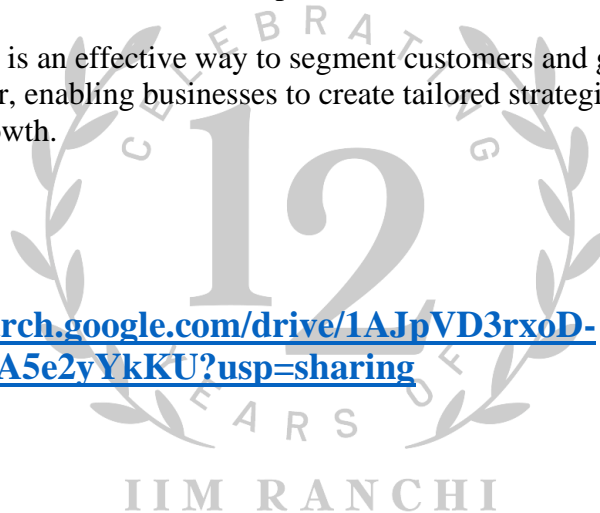 is an effective way to segment customers and g
r, enabling businesses to create tailored strategi
owth.
rch.google.com/drive/1AJpVD3rxoD-
A5e2yYkKU?usp=sharing
CELEBRATING
12
YEARS OF
IIM RANCHI